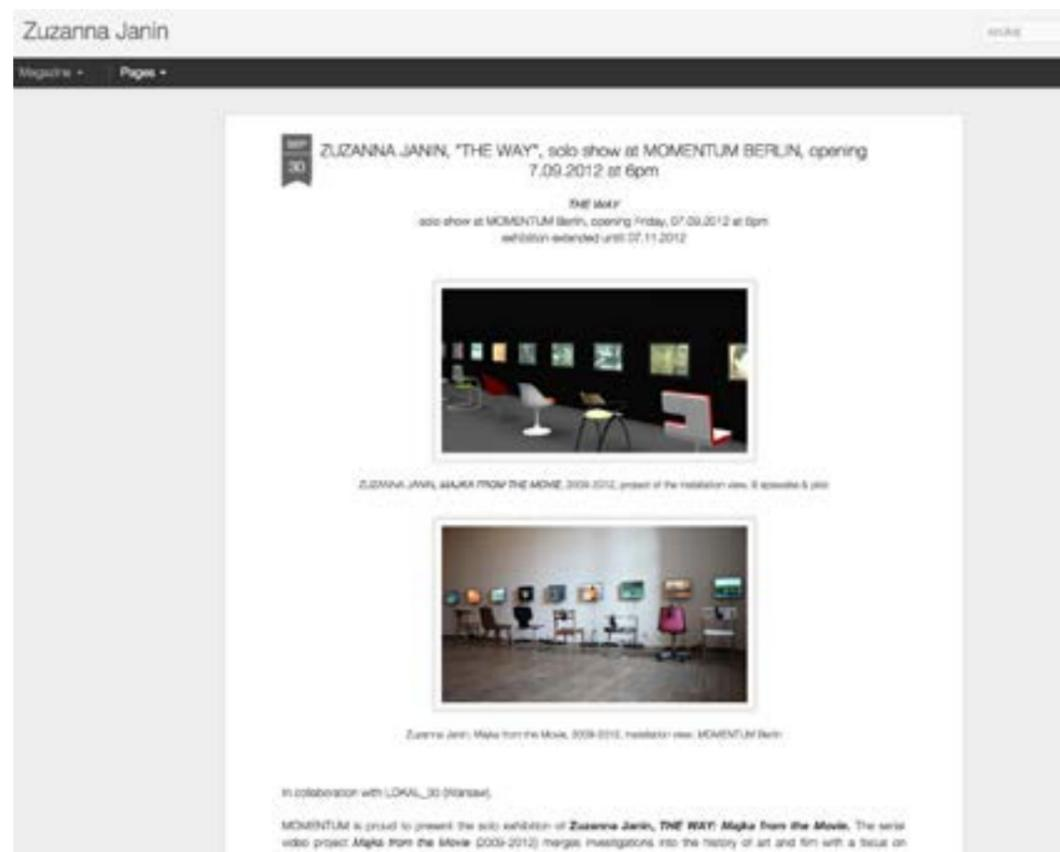 Zuzanna Janin
szukaj
Magazine
Pages
SEP
30
ZUZANNA JANIN, "THE WAY", solo show at MOMENTUM BERLIN, opening
7.09.2012 at 6pm
THE WAY
solo show at MOMENTUM Berlin, opening Friday, 07.09.2012 at 6pm
exhibition extended until 07.11.2012
ZUZANNA JANIN, MAJKA FROM THE MOVIE, 2009-2012, project of the installation view, 8 episodes & pilot
Zuzanna Janin, Majka from the Movie, 2009-2012, installation view, MOMENTUM Berlin
In collaboration with LOKAL_30 (Warsaw).
MOMENTUM is proud to present the solo exhibition of Zuzanna Janin, THE WAY: Majka from the Movie. The serial
video project Majka from the Movie (2009-2012) merges investigations into the history of art and film with a focus on